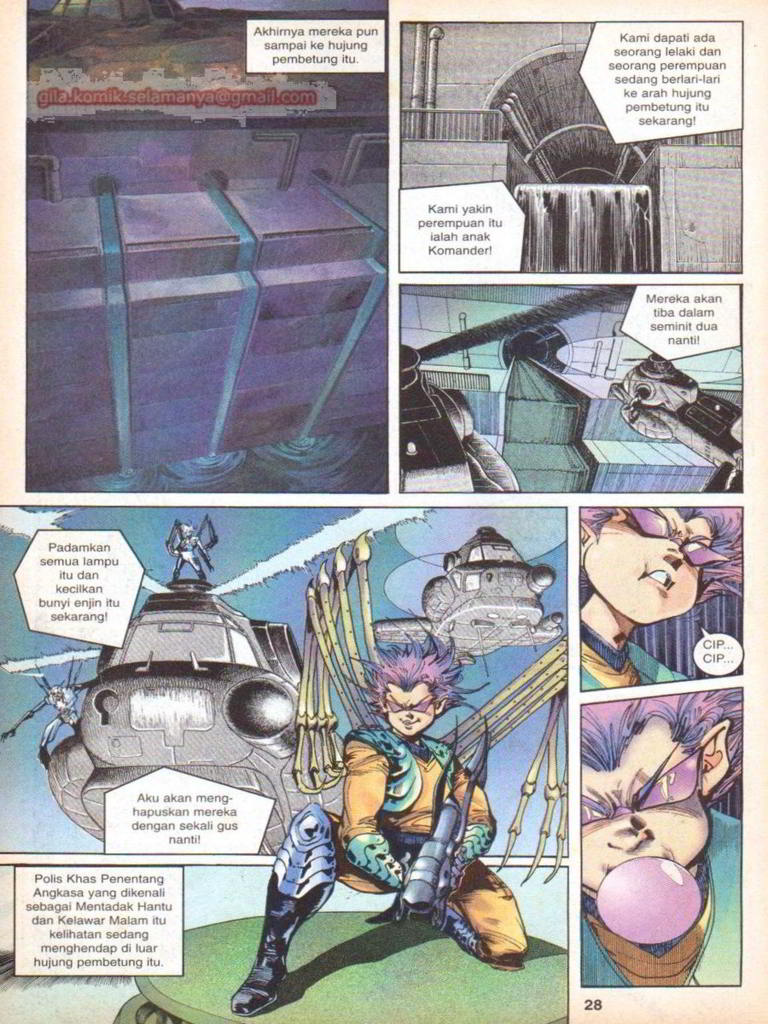 Akhirnya mereka pun
sampai ke hujung
pembetung itu.
gila.komik.selamanya@gmail.com
Kami dapati ada
seorang lelaki dan
seorang perempuan
sedang berlari-lari
ke arah hujung
pembetung itu
sekarang!
Kami yakin
perempuan itu
ialah anak
Komander!
Mereka akan
tiba dalam
seminit dua
nanti!
Padamkan
semua lampu
itu dan
kecilkan
bunyi enjin itu
sekarang!
Aku akan meng-
hapuskan mereka
dengan sekali gus
nanti!
Polis Khas Penentang
Angkasa yang dikenali
sebagai Mentadak Hantu
dan Kelawar Malam itu
kelihatan sedang
menghendap di luar
hujung pembetung itu.
CIP...
CIP...
28